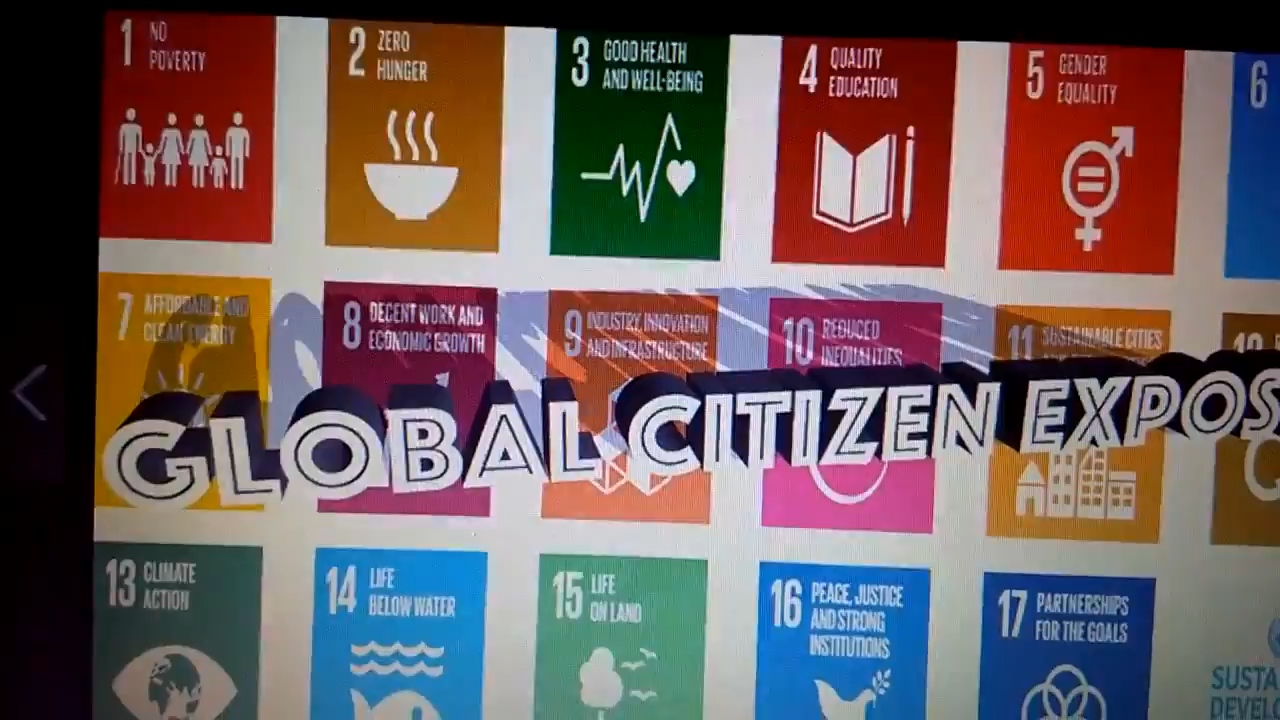 1 NO POVERTY
2 ZERO HUNGER
3 GOOD HEALTH AND WELL-BEING
4 QUALITY EDUCATION
5 GENDER EQUALITY
6
7 AFFORDABLE AND CLEAN ENERGY
8 DECENT WORK AND ECONOMIC GROWTH
9 INDUSTRY, INNOVATION AND INFRASTRUCTURE
10 REDUCED INEQUALITIES
11 SUSTAINABLE CITIES
GLOBAL CITIZEN EXPOS
13 CLIMATE ACTION
14 LIFE BELOW WATER
15 LIFE ON LAND
16 PEACE, JUSTICE AND STRONG INSTITUTIONS
17 PARTNERSHIPS FOR THE GOALS
SUSTA
DEVELO